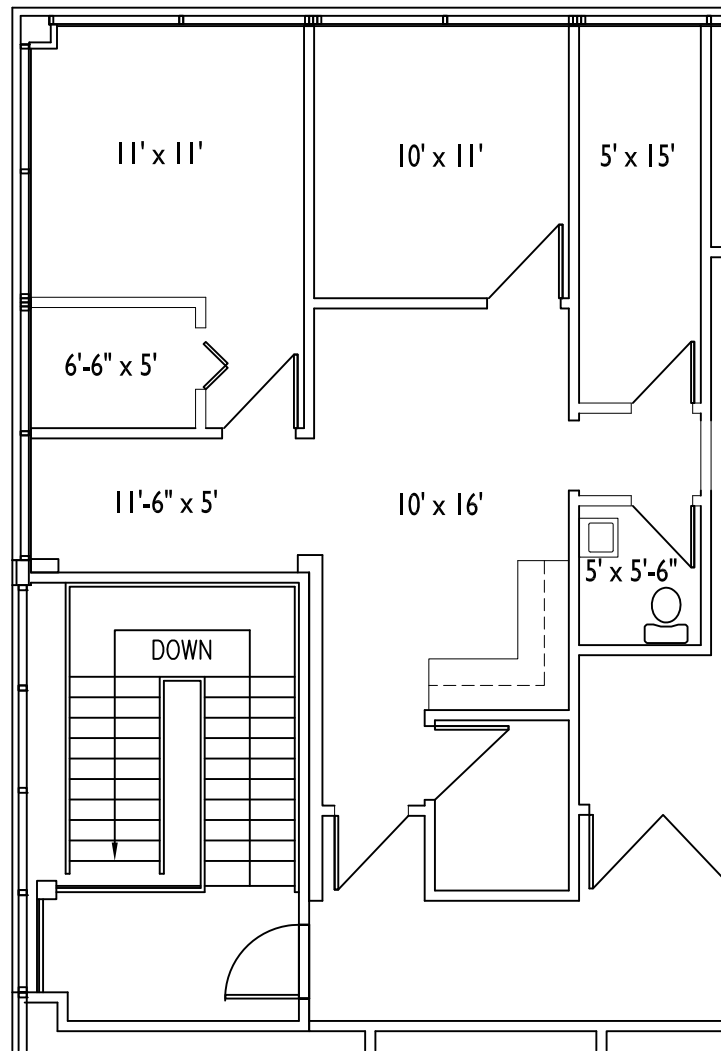 11' x 11'
10' x 11'
5' x 15'
6'-6" x 5'
11'-6" x 5'
10' x 16'
5' x 5'-6"
DOWN